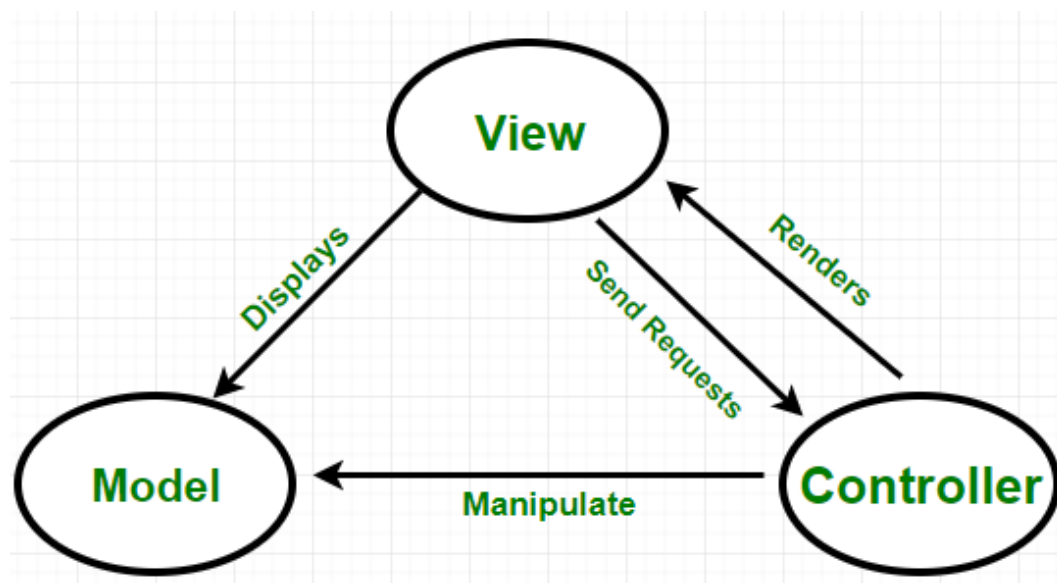 View
Displays
Send Requests
Renders
Model
Manipulate
Controller